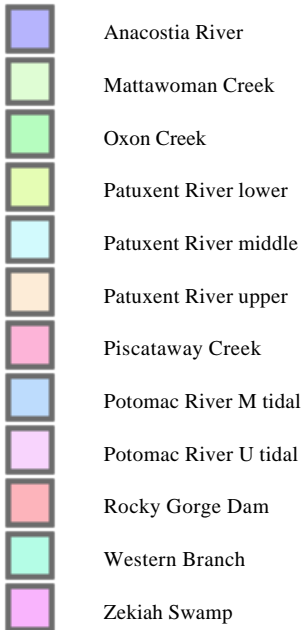 Anacostia River
Mattawoman Creek
Oxon Creek
Patuxent River lower
Patuxent River middle
Patuxent River upper
Piscataway Creek
Potomac River M tidal
Potomac River U tidal
Rocky Gorge Dam
Western Branch
Zekiah Swamp